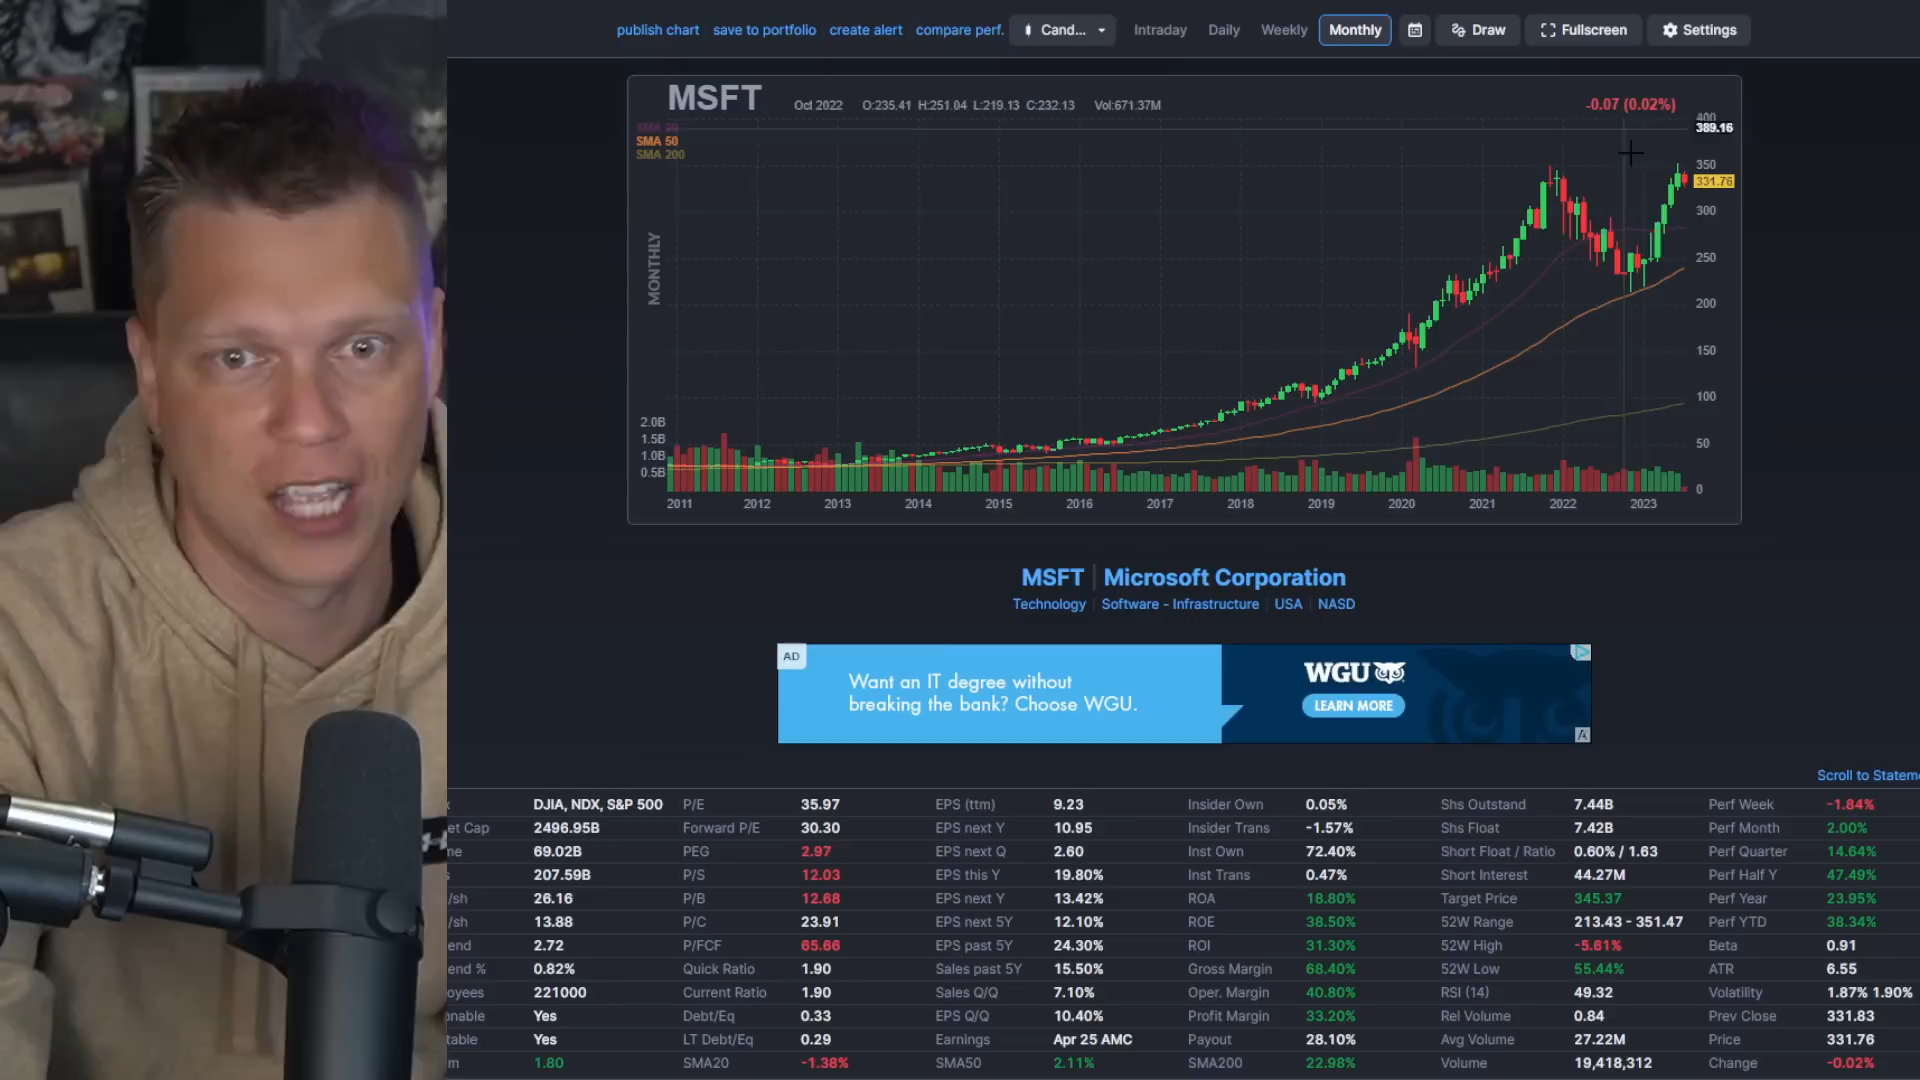 publish chart save to portfolio create alert compare perf. Cand... Intraday Daily Weekly Monthly Draw Fullscreen Settings
MSFT Oct 2022 O:235.41 H:251.04 L:219.13 C:232.13 Vol:671.37M -0.07 (0.02%)
400
389.16
SMA 20
SMA 50
SMA 200
350
331.76
300
MONTHLY
250
200
150
100
2.0B
1.5B 50
1.0B
0.5B
0
2011 2012 2013 2014 2015 2016 2017 2018 2019 2020 2021 2022 2023
MSFT | Microsoft Corporation
Technology | Software - Infrastructure | USA | NASD
AD
Want an IT degree without
breaking the bank? Choose WGU.
WGU
LEARN MORE
Scroll to Statem
DJIA, NDX, S&P 500 P/E 35.97 EPS (ttm) 9.23 Insider Own 0.05% Shs Outstand 7.44B Perf Week -1.84%
et Cap 2496.95B Forward P/E 30.30 EPS next Y 10.95 Insider Trans -1.57% Shs Float 7.42B Perf Month 2.00%
me 69.02B PEG 2.97 EPS next Q 2.60 Inst Own 72.40% Short Float / Ratio 0.60% / 1.63 Perf Quarter 14.64%
s 207.59B P/S 12.03 EPS this Y 19.80% Inst Trans 0.47% Short Interest 44.27M Perf Half Y 47.49%
/sh 26.16 P/B 12.68 EPS next Y 13.42% ROA 18.80% Target Price 345.37 Perf Year 23.95%
/sh 13.88 P/C 23.91 EPS next 5Y 12.10% ROE 38.50% 52W Range 213.43 - 351.47 Perf YTD 38.34%
end 2.72 P/FCF 65.66 EPS past 5Y 24.30% ROI 31.30% 52W High -5.61% Beta 0.91
end % 0.82% Quick Ratio 1.90 Sales past 5Y 15.50% Gross Margin 68.40% 52W Low 55.44% ATR 6.55
oyees 221000 Current Ratio 1.90 Sales Q/Q 7.10% Oper. Margin 40.80% RSI (14) 49.32 Volatility 1.87% 1.90%
onable Yes Debt/Eq 0.33 EPS Q/Q 10.40% Profit Margin 33.20% Rel Volume 0.84 Prev Close 331.83
table Yes LT Debt/Eq 0.29 Earnings Apr 25 AMC Payout 28.10% Avg Volume 27.22M Price 331.76
m 1.80 SMA20 -1.38% SMA50 2.11% SMA200 22.98% Volume 19,418,312 Change -0.02%